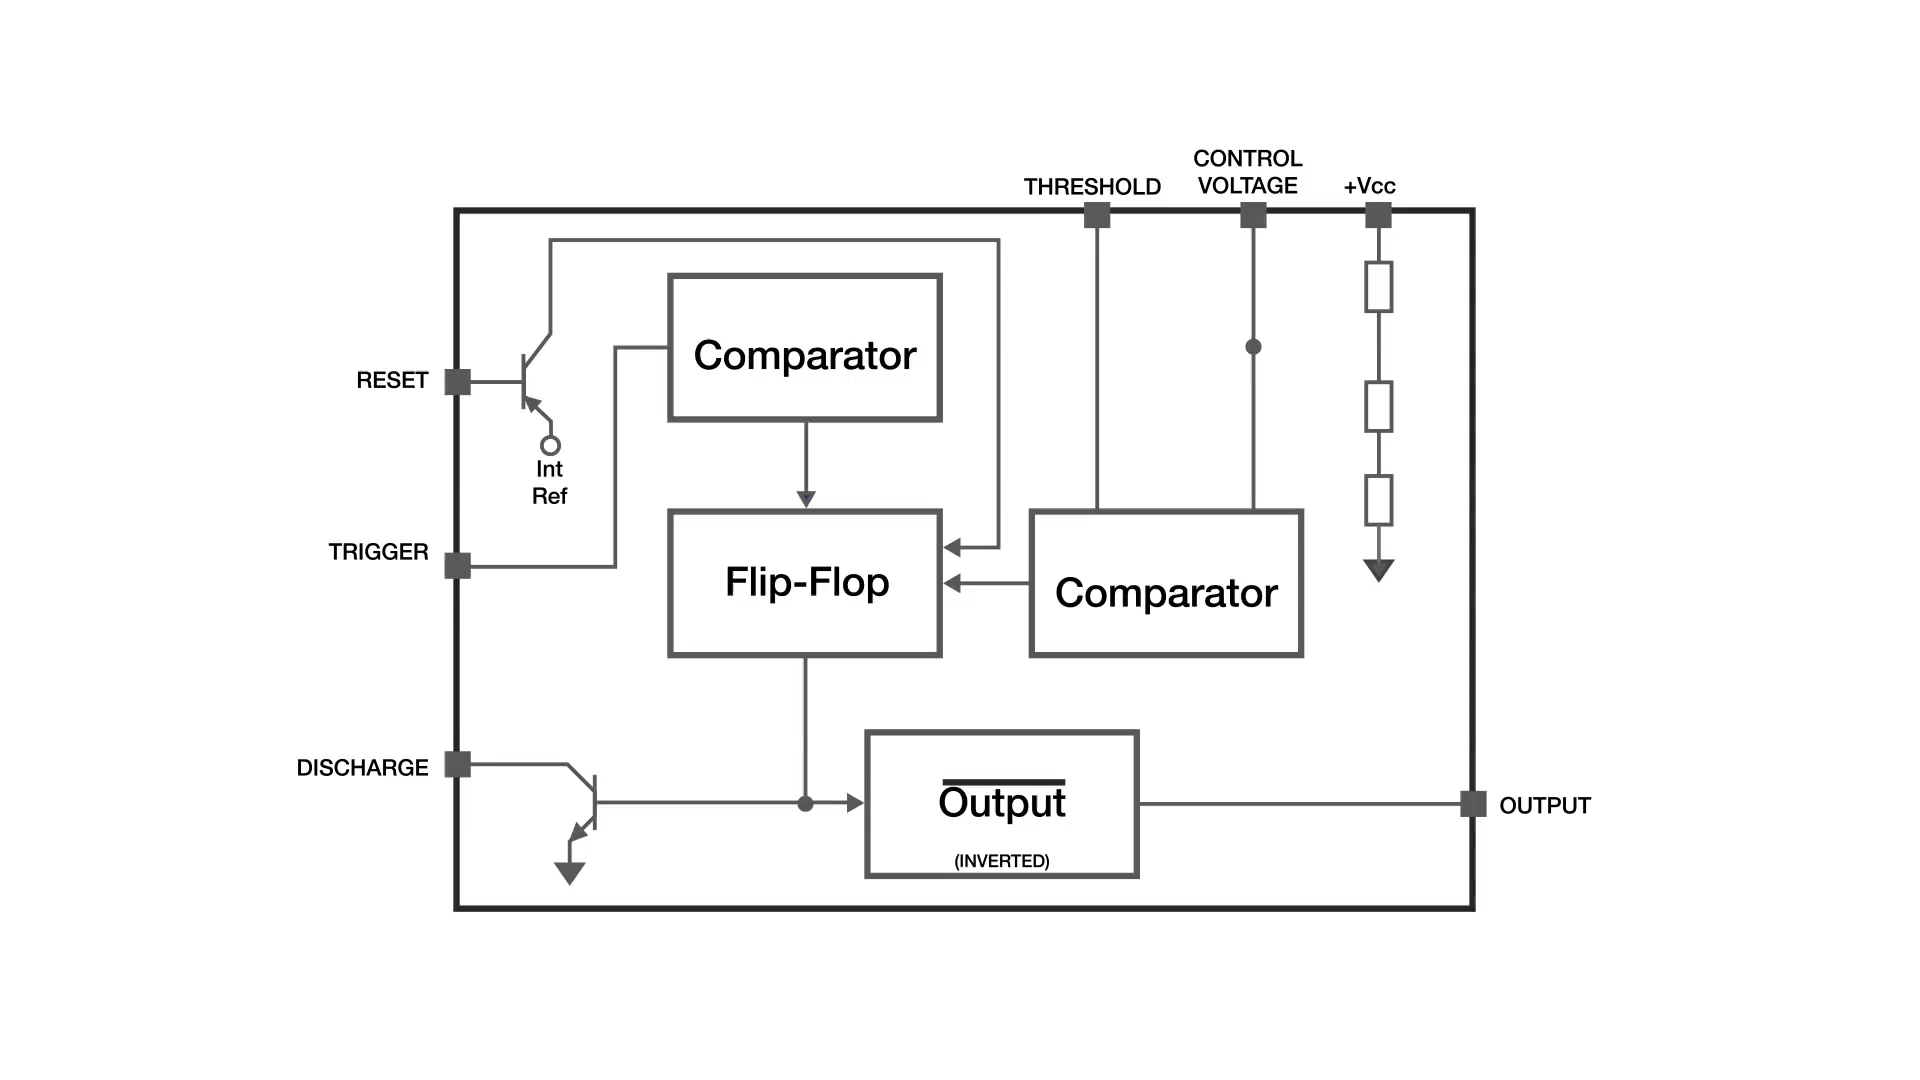 CONTROL
VOLTAGE
THRESHOLD
+Vcc
Comparator
RESET
Int
Ref
TRIGGER
Flip-Flop
Comparator
DISCHARGE
Output
(INVERTED)
OUTPUT